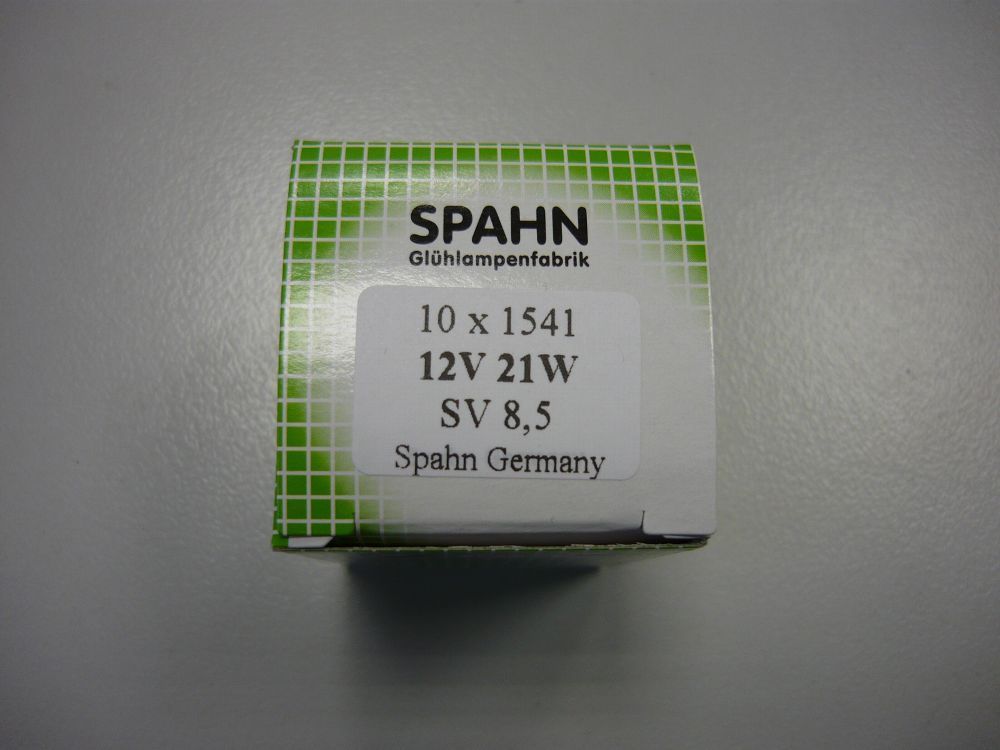 SPAHN
Glühlampenfabrik
10 x 1541
12V 21W
SV 8,5
Spahn Germany